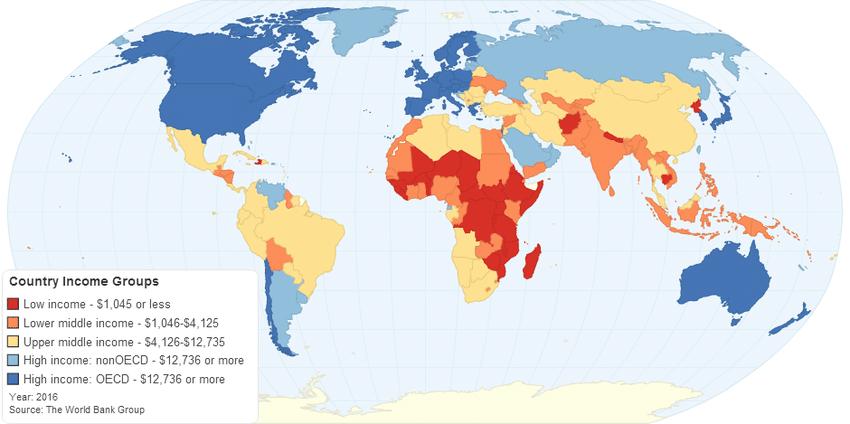 Country Income Groups
Low income - $1,045 or less
Lower middle income - $1,046-$4,125
Upper middle income - $4,126-$12,735
High income: nonOECD - $12,736 or more
High income: OECD - $12,736 or more
Year: 2016
Source: The World Bank Group